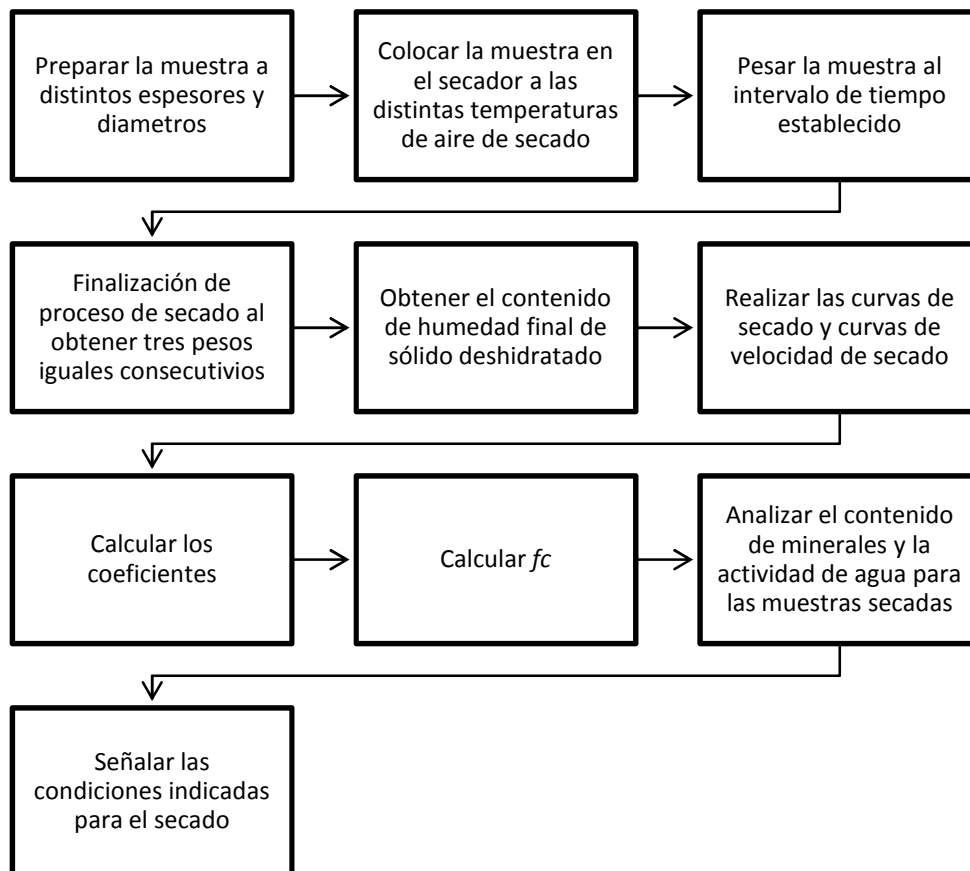 Preparar la muestra a
distintos espesores y
diametros
Colocar la muestra en
el secador a las
distintas temperaturas
de aire de secado
Pesar la muestra al
intervalo de tiempo
establecido
Finalización de
proceso de secado al
obtener tres pesos
iguales consecutivios
Obtener el contenido
de humedad final de
sólido deshidratado
Realizar las curvas de
secado y curvas de
velocidad de secado
Calcular los
coeficientes
Calcular fc
Analizar el contenido
de minerales y la
actividad de agua para
las muestras secadas
Señalar las
condiciones indicadas
para el secado